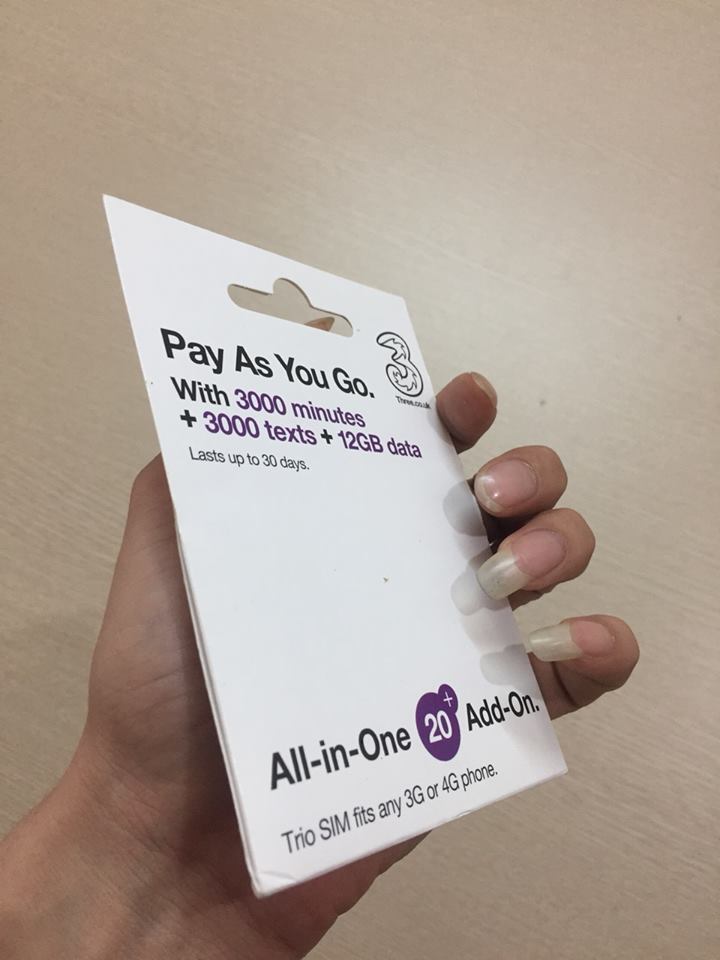 Pay As You Go.
3
Three.co.uk
With 3000 minutes
+ 3000 texts + 12GB data
Lasts up to 30 days.
All-in-One 20+ Add-On.
Trio SIM fits any 3G or 4G phone.